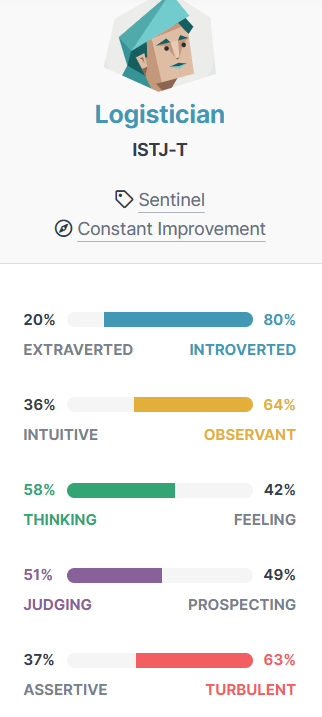 Logistician
ISTJ-T
Sentinel
Constant Improvement
20% 80%
EXTRAVERTED INTROVERTED
36% 64%
INTUITIVE OBSERVANT
58% 42%
THINKING FEELING
51% 49%
JUDGING PROSPECTING
37% 63%
ASSERTIVE TURBULENT